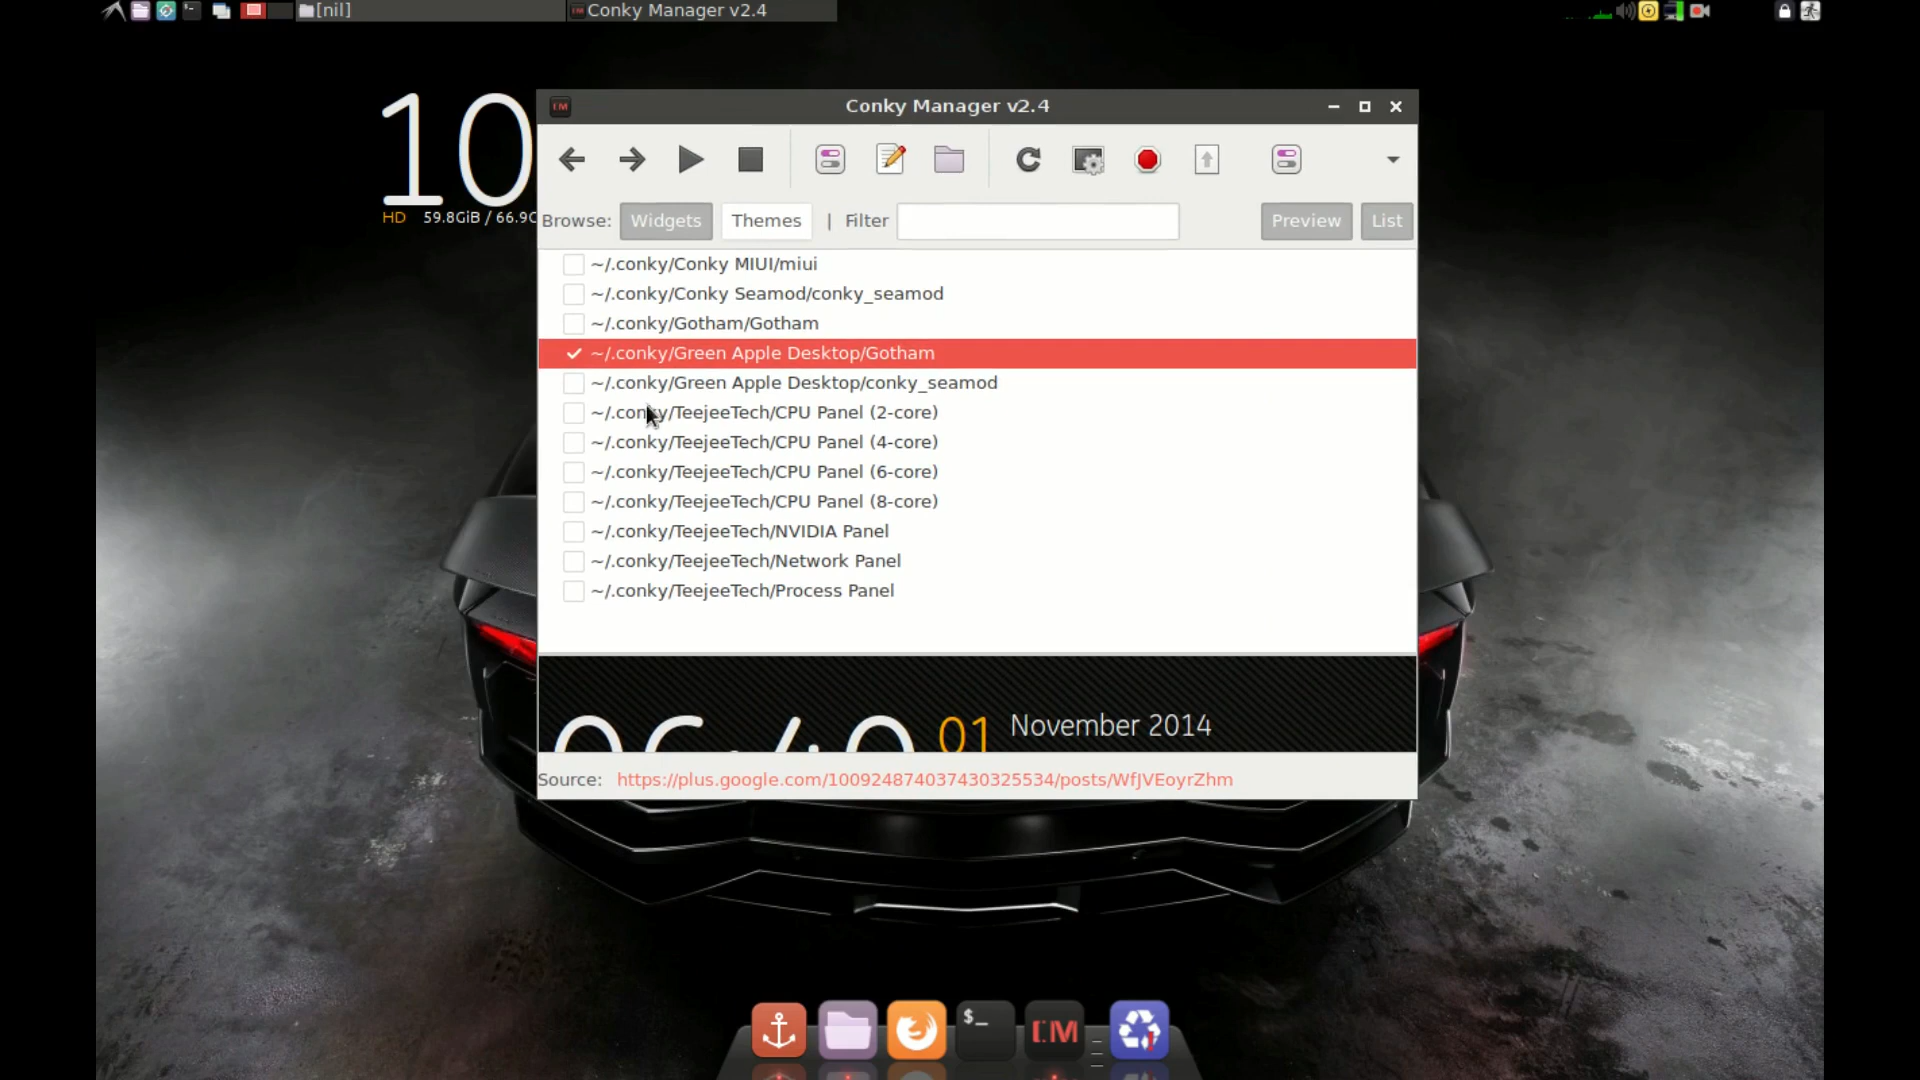 [nil]
Conky Manager v2.4
10
HD 59.8GiB / 66.9G
Conky Manager v2.4
Browse: Widgets Themes | Filter Preview List
~/.conky/Conky MIUI/miui
~/.conky/Conky Seamod/conky_seamod
~/.conky/Gotham/Gotham
~/.conky/Green Apple Desktop/Gotham
~/.conky/Green Apple Desktop/conky_seamod
~/.conky/TeejeeTech/CPU Panel (2-core)
~/.conky/TeejeeTech/CPU Panel (4-core)
~/.conky/TeejeeTech/CPU Panel (6-core)
~/.conky/TeejeeTech/CPU Panel (8-core)
~/.conky/TeejeeTech/NVIDIA Panel
~/.conky/TeejeeTech/Network Panel
~/.conky/TeejeeTech/Process Panel
01 November 2014
Source: https://plus.google.com/100924874037430325534/posts/WfJVEoyrZhm
$_
CM